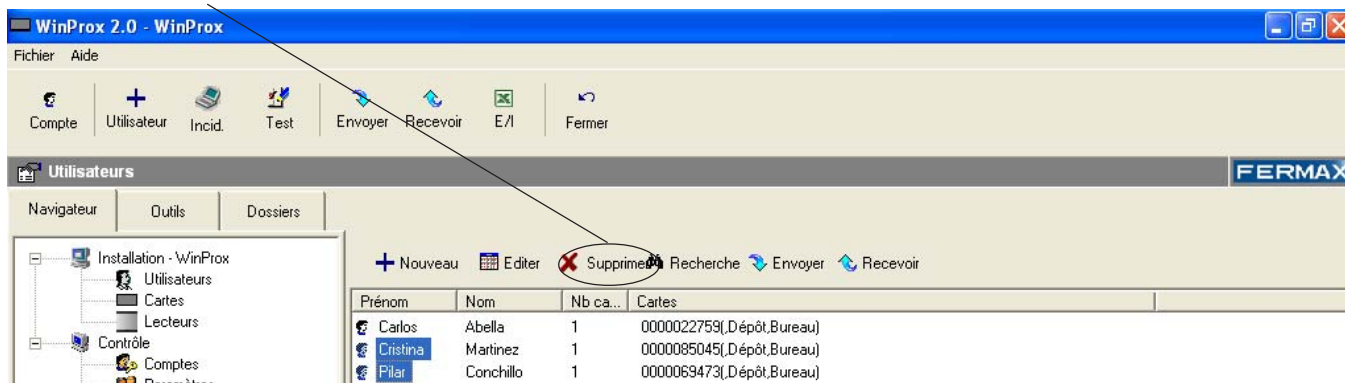 WinProx 2.0 - WinProx
Fichier Aide
Compte Utilisateur Incid. Test Envoyer Recevoir E/I Fermer
Utilisateurs FERMAX
Navigateur Outils Dossiers
Nouveau Editer Supprimer Recherche Envoyer Recevoir
Installation - WinProx
Utilisateurs
Cartes
Lecteurs
Contrôle
Comptes
Paramètres
Prénom Nom Nb ca... Cartes
Carlos Abella 1 0000022759(,Dépôt,Bureau)
Cristina Martinez 1 0000085045(,Dépôt,Bureau)
Pilar Conchillo 1 0000069473(,Dépôt,Bureau)